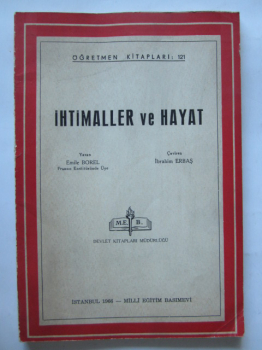 ÖĞRETMEN KİTAPLARI: 121
İHTİMALLER ve HAYAT
Yazan
Emile BOREL
Fransız Enstitüsünde Üye
Çeviren
İbrahim ERBAŞ
M.E. B.
DEVLET KİTAPLARI MÜDÜRLÜĞÜ
İSTANBUL — MİLLÎ EĞİTİM BASIMEVİ